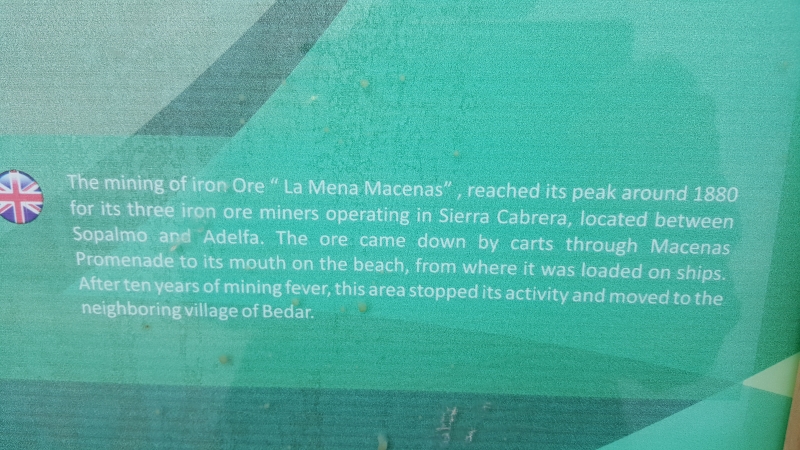 The mining of iron Ore “ La Mena Macenas” , reached its peak around 1880
for its three iron ore miners operating in Sierra Cabrera, located between
Sopalmo and Adelfa. The ore came down by carts through Macenas
Promenade to its mouth on the beach, from where it was loaded on ships.
After ten years of mining fever, this area stopped its activity and moved to the
neighboring village of Bedar.